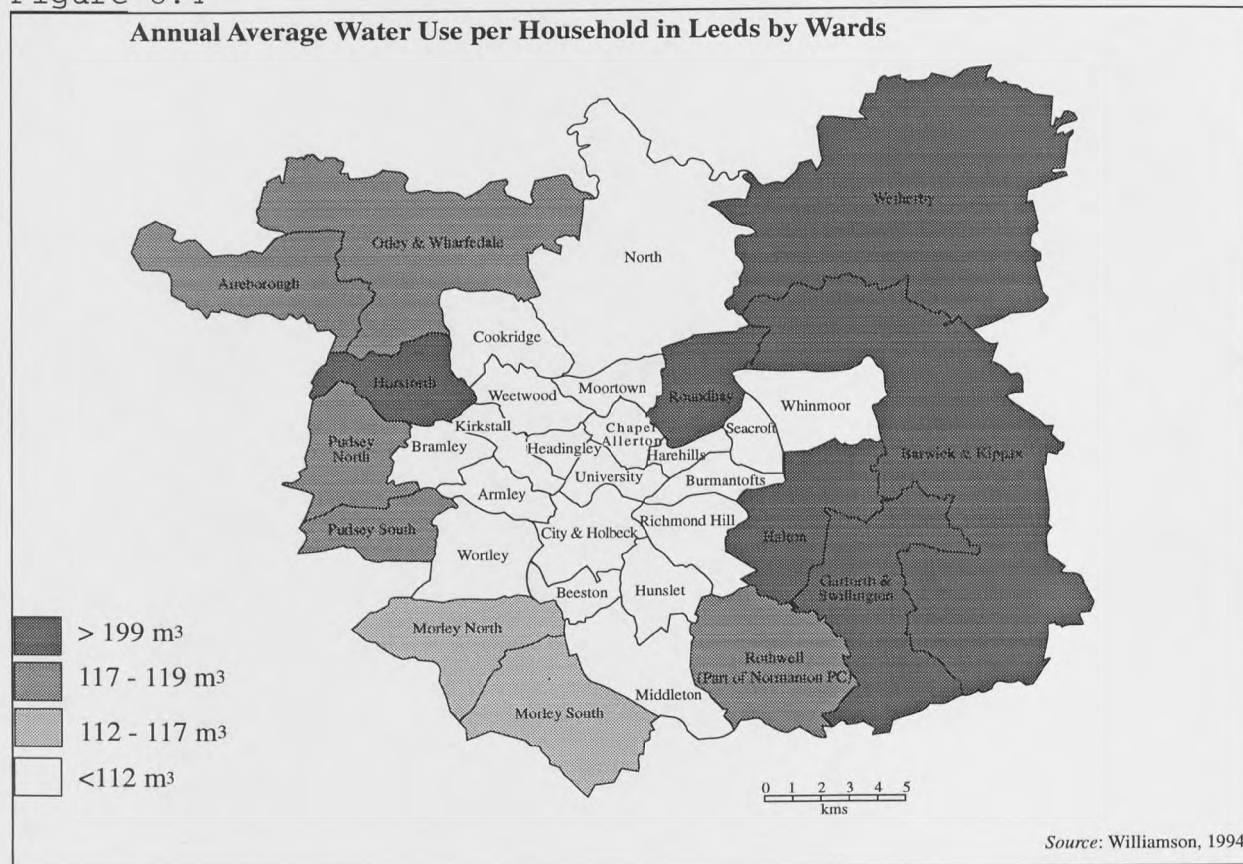 Annual Average Water Use per Household in Leeds by Wards
Wetherby
Otley & Wharfedale
North
Aireborough
Cookridge
Horsforth
Weetwood
Moortown
Roundhay
Whinmoor
Kirkstall
Chapel
Allerton
Seacroft
Pudsey
North
Bramley
Headingley
Harehills
Barwick & Kippax
University
Burmantofts
Armley
Richmond Hill
Pudsey South
City & Holbeck
Halton
Wortley
Beeston
Hunslet
Garforth &
Swillington
> 199 m³
Morley North
117 - 119 m³
Rothwell
(Part of Normanton PC)
Middleton
112 - 117 m³
Morley South
<112 m³
0 1 2 3 4 5
kms
Source: Williamson, 1994